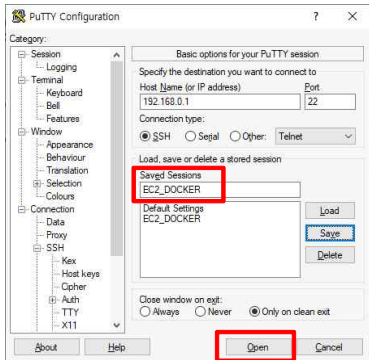 PuTTY Configuration
Category:
Session
Logging
Terminal
Keyboard
Bell
Features
Window
Appearance
Behaviour
Translation
Selection
Colours
Connection
Data
Proxy
SSH
Kex
Host keys
Cipher
Auth
TTY
X11
Basic options for your PuTTY session
Specify the destination you want to connect to
Host Name (or IP address) Port
192.168.0.1 22
Connection type:
SSH Serial Other: Telnet
Load, save or delete a stored session
Saved Sessions
EC2_DOCKER
Default Settings
EC2_DOCKER
Load
Save
Delete
Close window on exit:
Always Never Only on clean exit
About Help Open Cancel